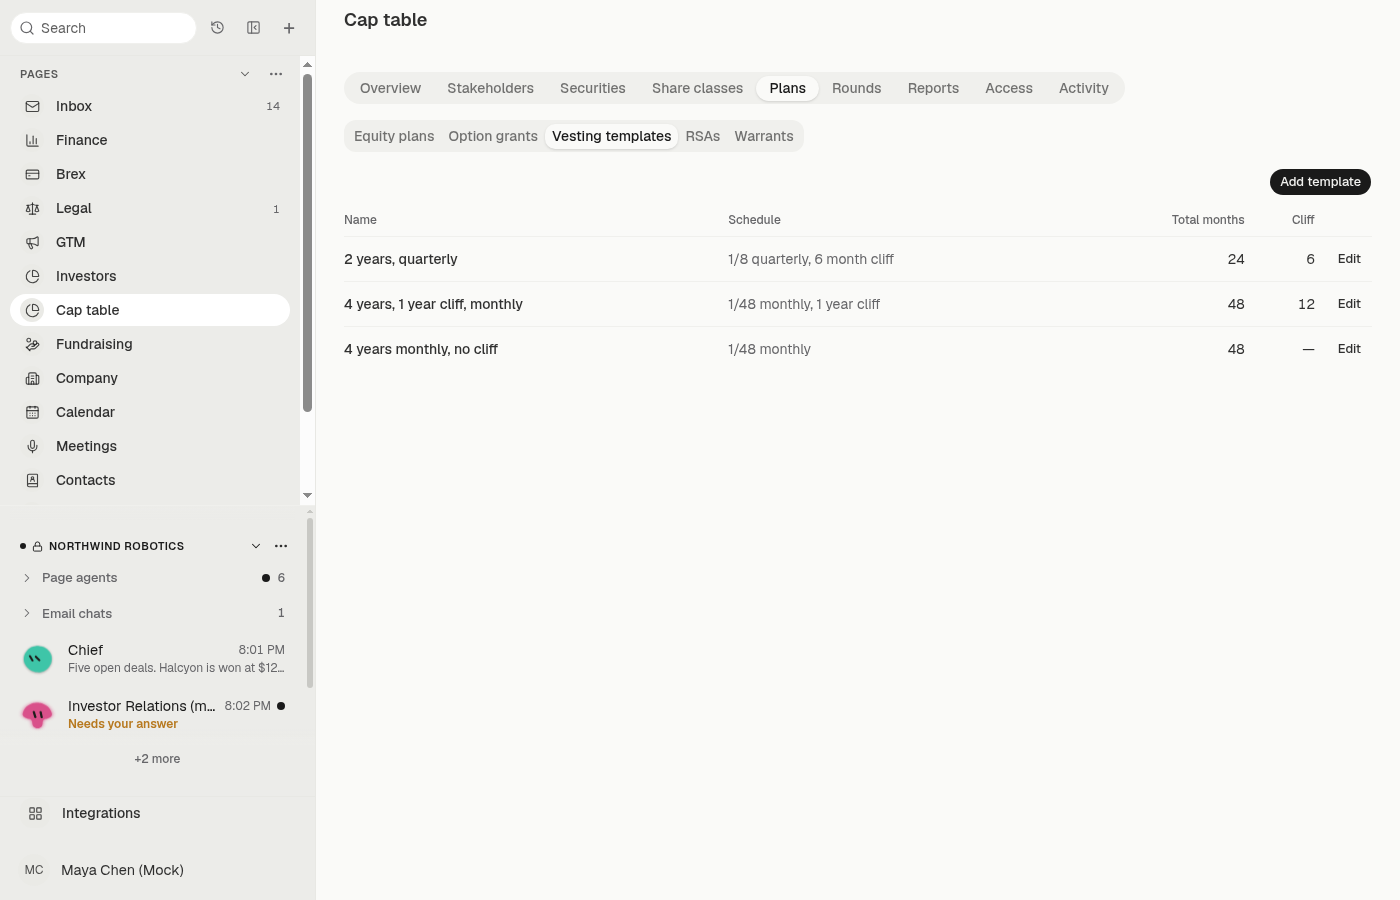 Search
PAGES
Inbox 14
Finance
Brex
Legal 1
GTM
Investors
Cap table
Fundraising
Company
Calendar
Meetings
Contacts
NORTHWIND ROBOTICS
Page agents 6
Email chats 1
Chief 8:01 PM
Five open deals. Halcyon is won at $12...
Investor Relations (m... 8:02 PM
Needs your answer
+2 more
Integrations
MC Maya Chen (Mock)
Cap table
Overview Stakeholders Securities Share classes Plans Rounds Reports Access Activity
Equity plans Option grants Vesting templates RSAs Warrants
Add template
Name Schedule Total months Cliff
2 years, quarterly 1/8 quarterly, 6 month cliff 24 6 Edit
4 years, 1 year cliff, monthly 1/48 monthly, 1 year cliff 48 12 Edit
4 years monthly, no cliff 1/48 monthly 48 — Edit